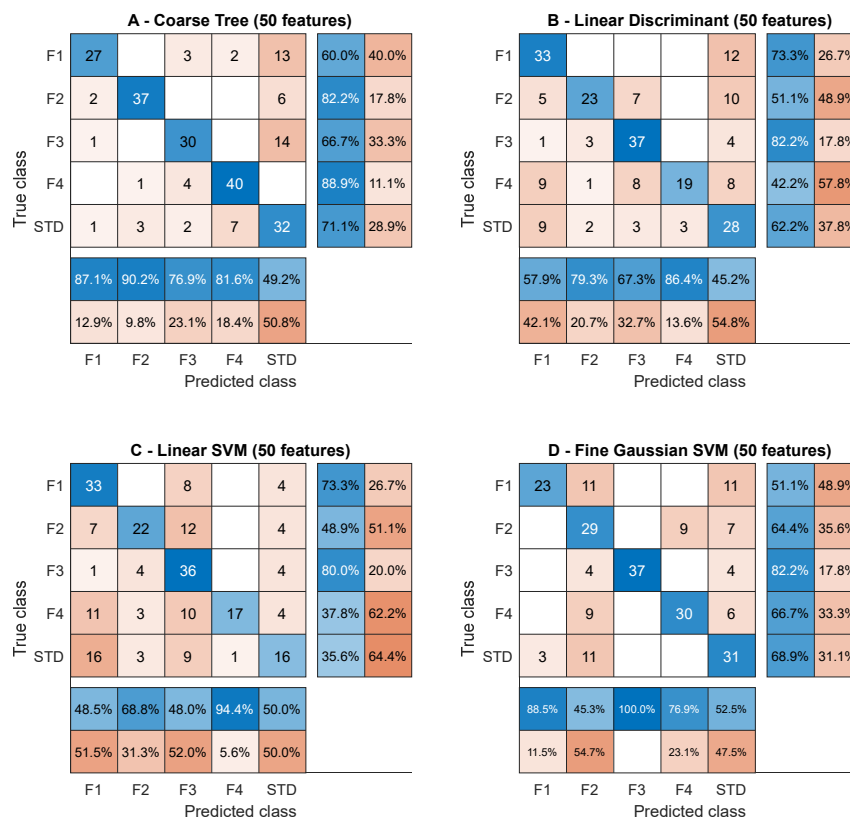 A - Coarse Tree (50 features)
F1 27 3 2 13 60.0% 40.0%
F2 2 37 6 82.2% 17.8%
F3 1 30 14 66.7% 33.3%
F4 1 4 40 88.9% 11.1%
STD 1 3 2 7 32 71.1% 28.9%
True class
87.1% 90.2% 76.9% 81.6% 49.2%
12.9% 9.8% 23.1% 18.4% 50.8%
F1 F2 F3 F4 STD
Predicted class
B - Linear Discriminant (50 features)
F1 33 12 73.3% 26.7%
F2 5 23 7 10 51.1% 48.9%
F3 1 3 37 4 82.2% 17.8%
F4 9 1 8 19 8 42.2% 57.8%
STD 9 2 3 3 28 62.2% 37.8%
True class
57.9% 79.3% 67.3% 86.4% 45.2%
42.1% 20.7% 32.7% 13.6% 54.8%
F1 F2 F3 F4 STD
Predicted class
C - Linear SVM (50 features)
F1 33 8 4 73.3% 26.7%
F2 7 22 12 4 48.9% 51.1%
F3 1 4 36 4 80.0% 20.0%
F4 11 3 10 17 4 37.8% 62.2%
STD 16 3 9 1 16 35.6% 64.4%
True class
48.5% 68.8% 48.0% 94.4% 50.0%
51.5% 31.3% 52.0% 5.6% 50.0%
F1 F2 F3 F4 STD
Predicted class
D - Fine Gaussian SVM (50 features)
F1 23 11 11 51.1% 48.9%
F2 29 9 7 64.4% 35.6%
F3 4 37 4 82.2% 17.8%
F4 9 30 6 66.7% 33.3%
STD 3 11 31 68.9% 31.1%
True class
88.5% 45.3% 100.0% 76.9% 52.5%
11.5% 54.7% 23.1% 47.5%
F1 F2 F3 F4 STD
Predicted class